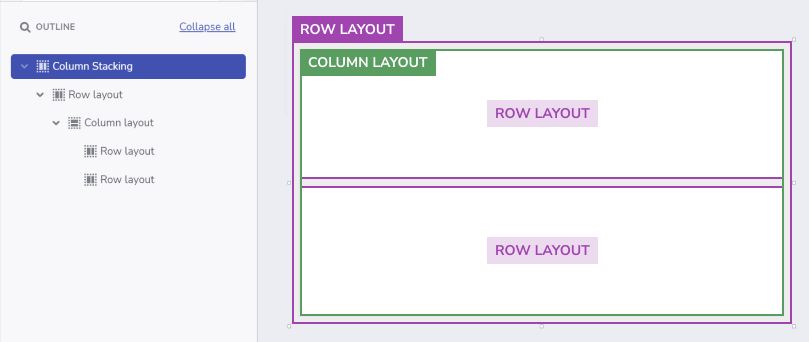 OUTLINE
Collapse all
Column Stacking
Row layout
Column layout
Row layout
Row layout
ROW LAYOUT
COLUMN LAYOUT
ROW LAYOUT
ROW LAYOUT